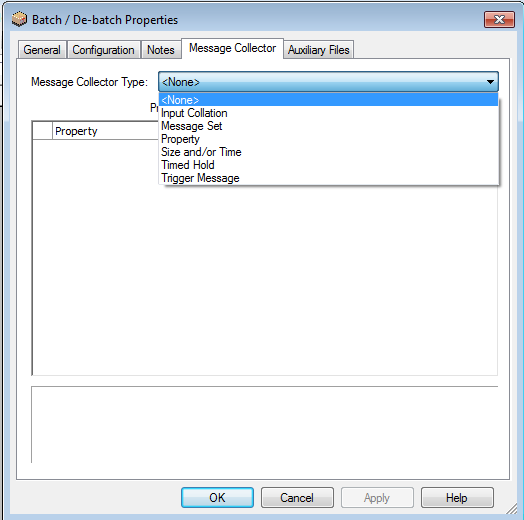 Batch / De-batch Properties
General Configuration Notes Message Collector Auxiliary Files
Message Collector Type: <None>
<None>
Input Collation
Message Set
Property
Size and/or Time
Timed Hold
Trigger Message
Property
OK Cancel Apply Help